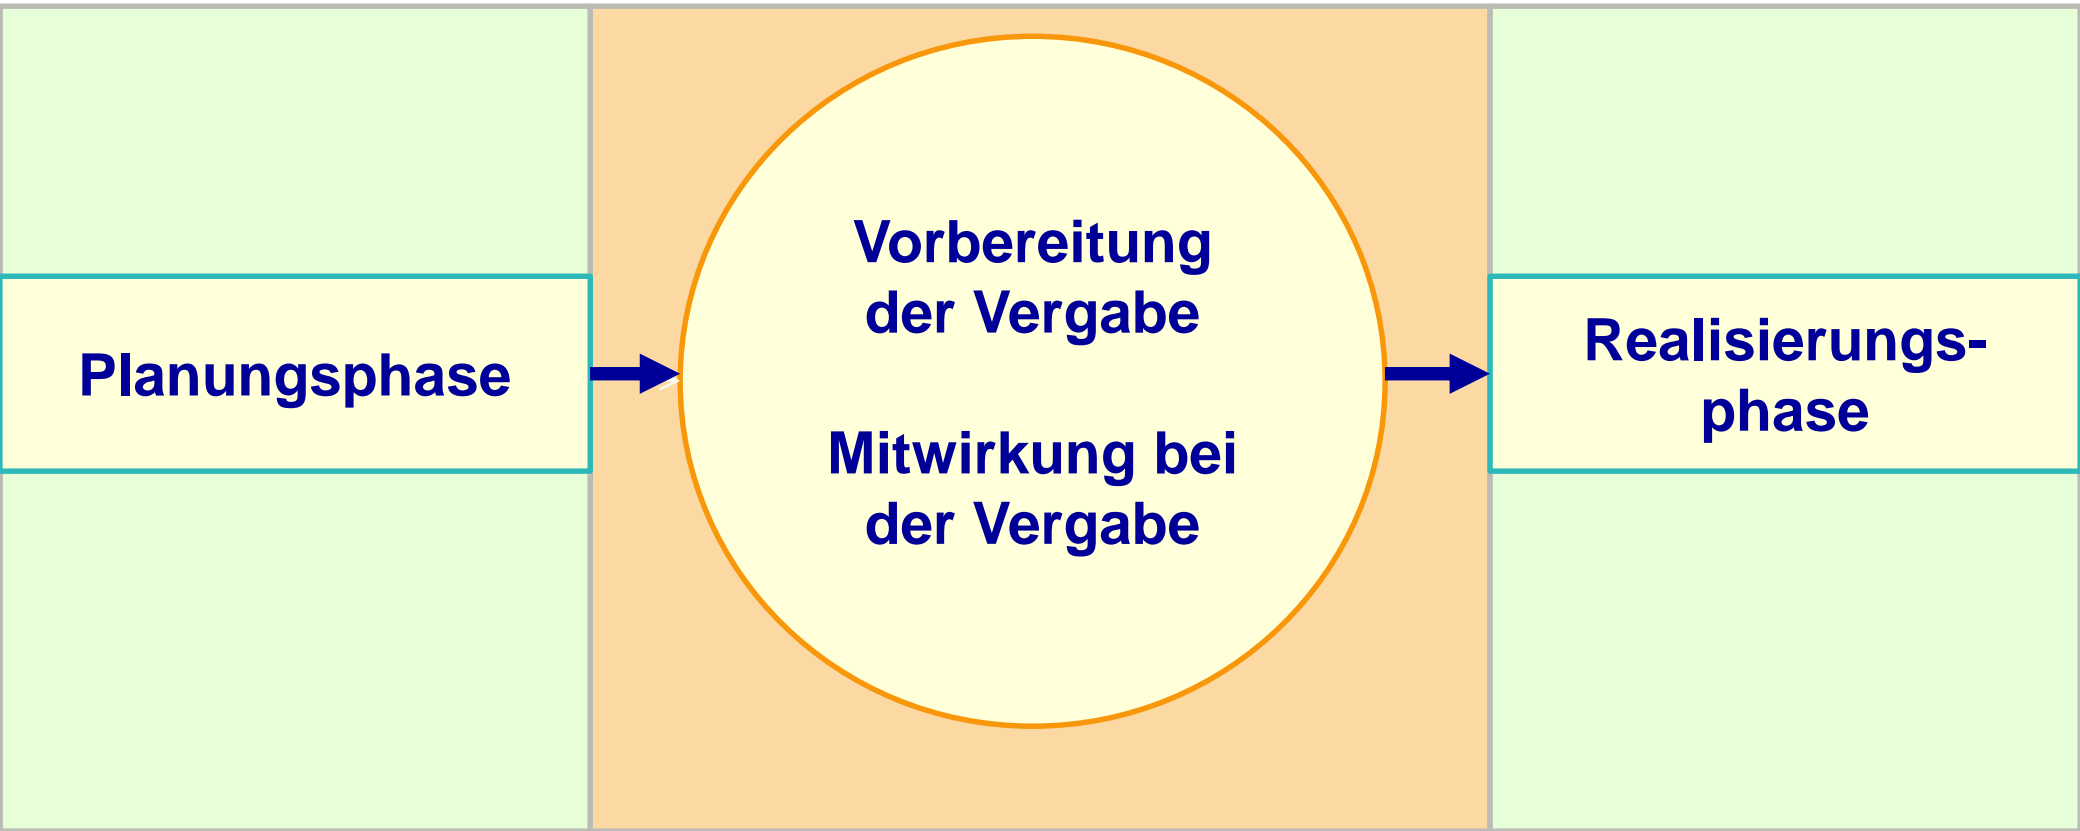 Planungsphase
Vorbereitung
der Vergabe
Mitwirkung bei
der Vergabe
Realisierungs-
phase